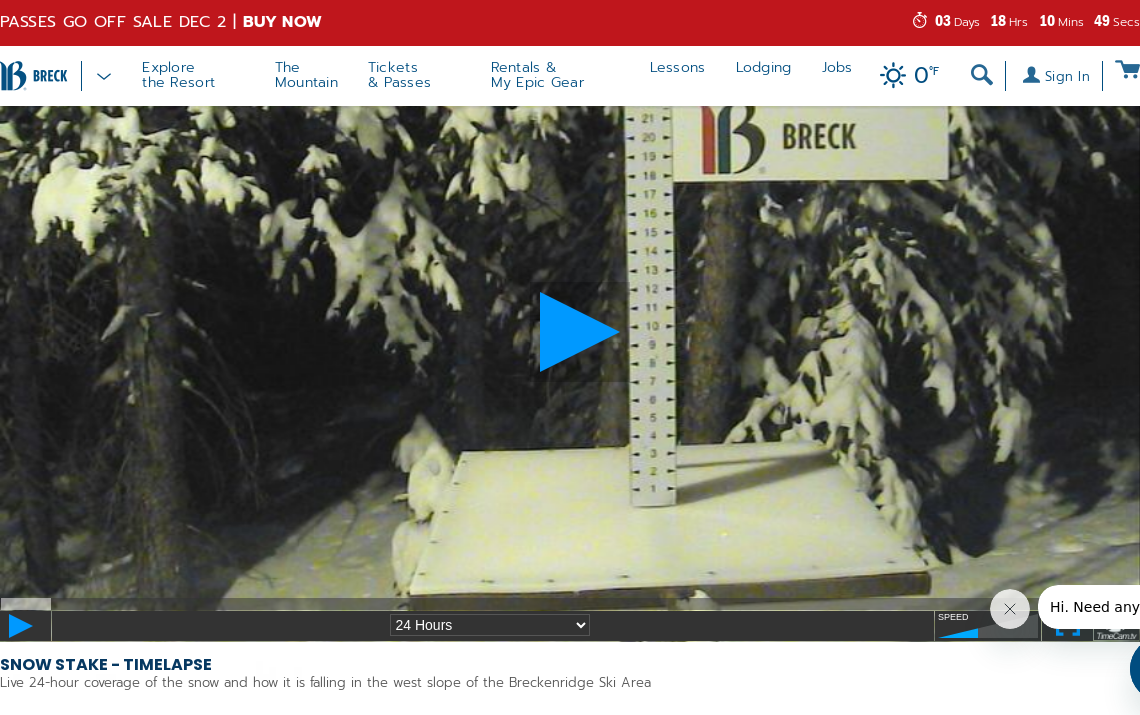 PASSES GO OFF SALE DEC 2 | BUY NOW
03 Days 18 Hrs 10 Mins 49 Secs
BRECK
Explore
the Resort
The
Mountain
Tickets
& Passes
Rentals &
My Epic Gear
Lessons
Lodging
Jobs
0°F
Sign In
BRECK
21
20
19
18
17
16
15
14
13
12
11
10
9
8
7
6
5
4
3
2
1
24 Hours
SPEED
Hi. Need any
TimeCam.tv
SNOW STAKE - TIMELAPSE
Live 24-hour coverage of the snow and how it is falling in the west slope of the Breckenridge Ski Area